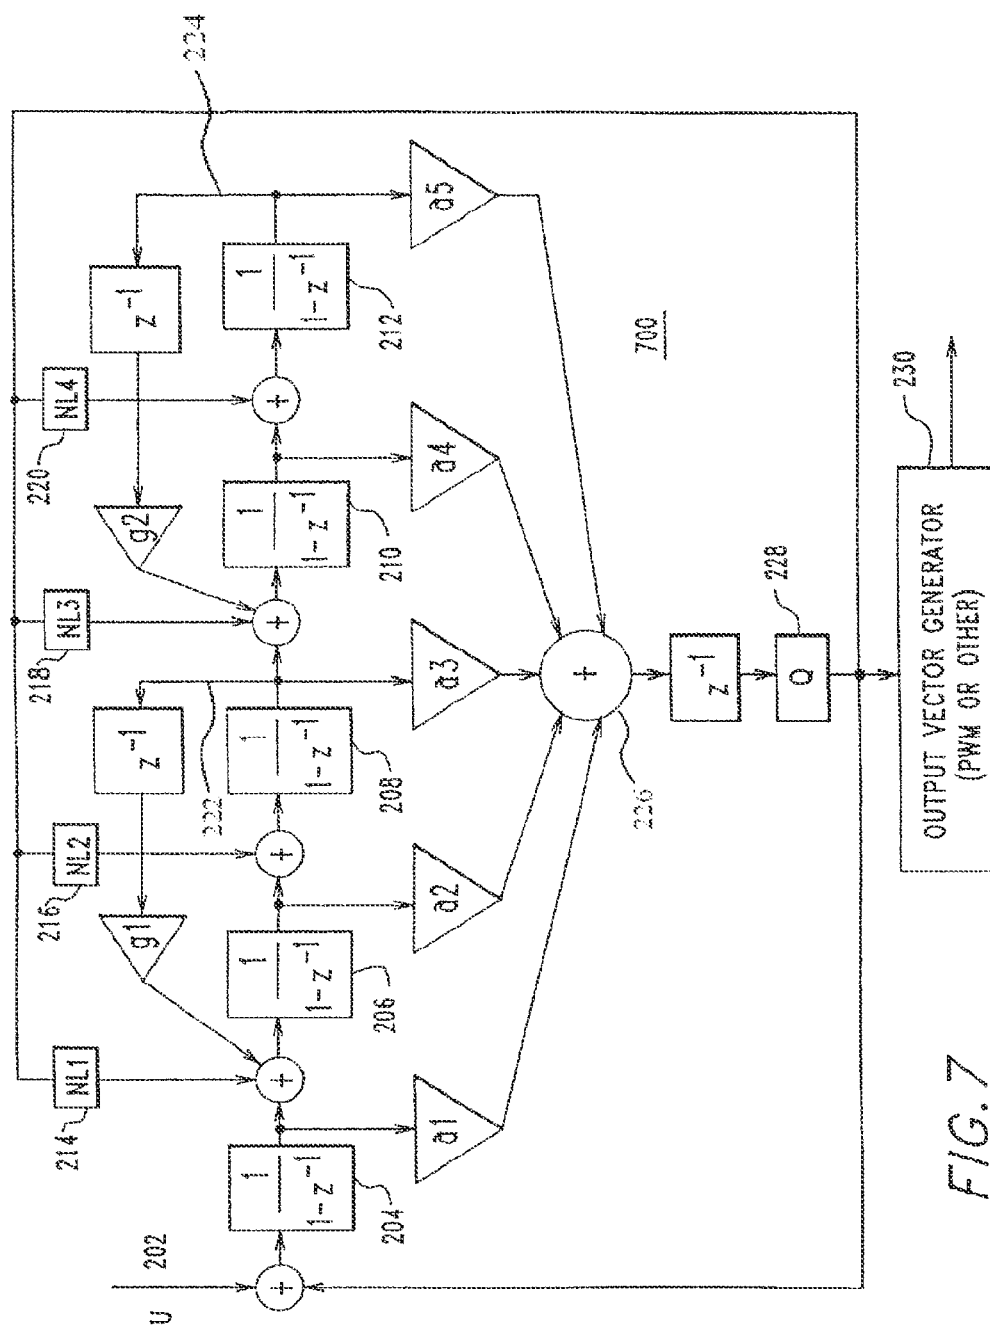 214
216
218
220
NL1
NL2
NL3
NL4
g1
z⁻¹
g2
z⁻¹
U
202
222
224
+
1
1-z⁻¹
+
1
1-z⁻¹
+
1
1-z⁻¹
+
1
1-z⁻¹
+
1
1-z⁻¹
204
206
208
210
212
a1
a2
a3
a4
a5
+
226
700
z⁻¹
Q
228
230
OUTPUT VECTOR GENERATOR
(PWM OR OTHER)
FIG. 7